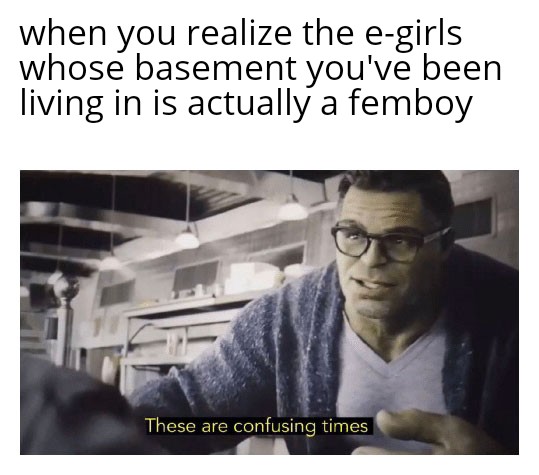 when you realize the e-girls
whose basement you've been
living in is actually a femboy
These are confusing times